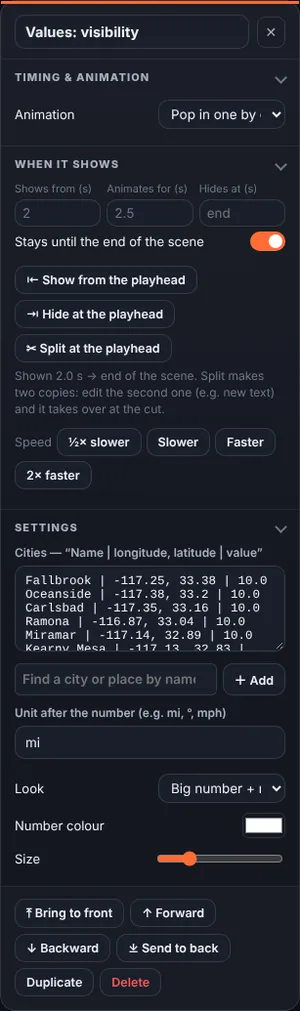 Values: visibility ✕
TIMING & ANIMATION
Animation Pop in one by
WHEN IT SHOWS
Shows from (s) Animates for (s) Hides at (s)
2 2.5 end
Stays until the end of the scene
⇤ Show from the playhead
⇥ Hide at the playhead
✂ Split at the playhead
Shown 2.0 s → end of the scene. Split makes
two copies: edit the second one (e.g. new text)
and it takes over at the cut.
Speed ½× slower Slower Faster
2× faster
SETTINGS
Cities — “Name | longitude, latitude | value”
Fallbrook | -117.25, 33.38 | 10.0
Oceanside | -117.38, 33.2 | 10.0
Carlsbad | -117.35, 33.16 | 10.0
Ramona | -116.87, 33.04 | 10.0
Miramar | -117.14, 32.89 | 10.0
Kearny Mesa | -117.13, 32.83 |
Find a city or place by name + Add
Unit after the number (e.g. mi, °, mph)
mi
Look Big number +
Number colour
Size
⤒ Bring to front ↑ Forward
↓ Backward ⤓ Send to back
Duplicate Delete